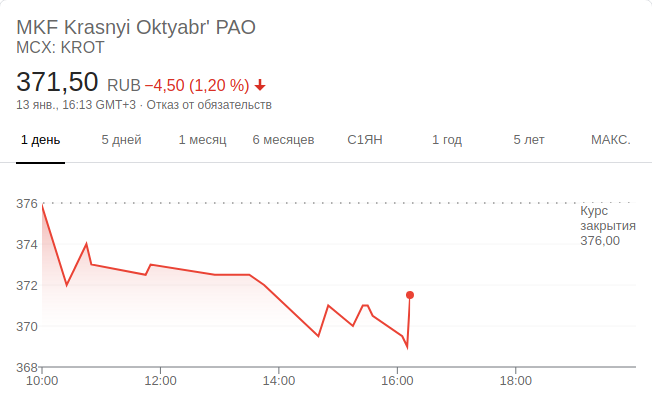 MKF Krasnyi Oktyabr' PAO
MCX: KROT
371,50 RUB −4,50 (1,20 %)
13 янв., 16:13 GMT+3 · Отказ от обязательств
1 день 5 дней 1 месяц 6 месяцев С1ЯН 1 год 5 лет МАКС.
376
Курс
закрытия
376,00
374
372
370
368
10:00 12:00 14:00 16:00 18:00